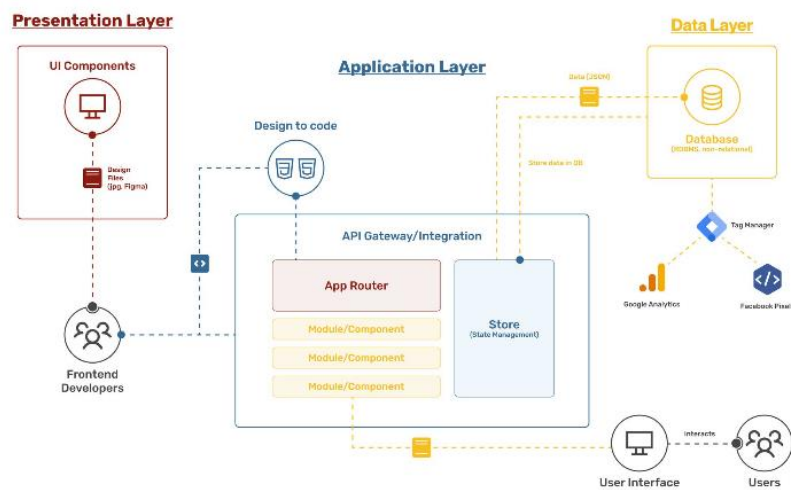 Presentation Layer
UI Components
Design
Files
(jpg, Figma)
Frontend
Developers
Application Layer
Design to code
API Gateway/Integration
App Router
Module/Component
Module/Component
Module/Component
Store
(State Management)
Data Layer
Data (JSON)
Store data in DB
Database
(RDBMS, non-relational)
Tag Manager
Google Analytics
Facebook Pixel
Interacts
User Interface
Users